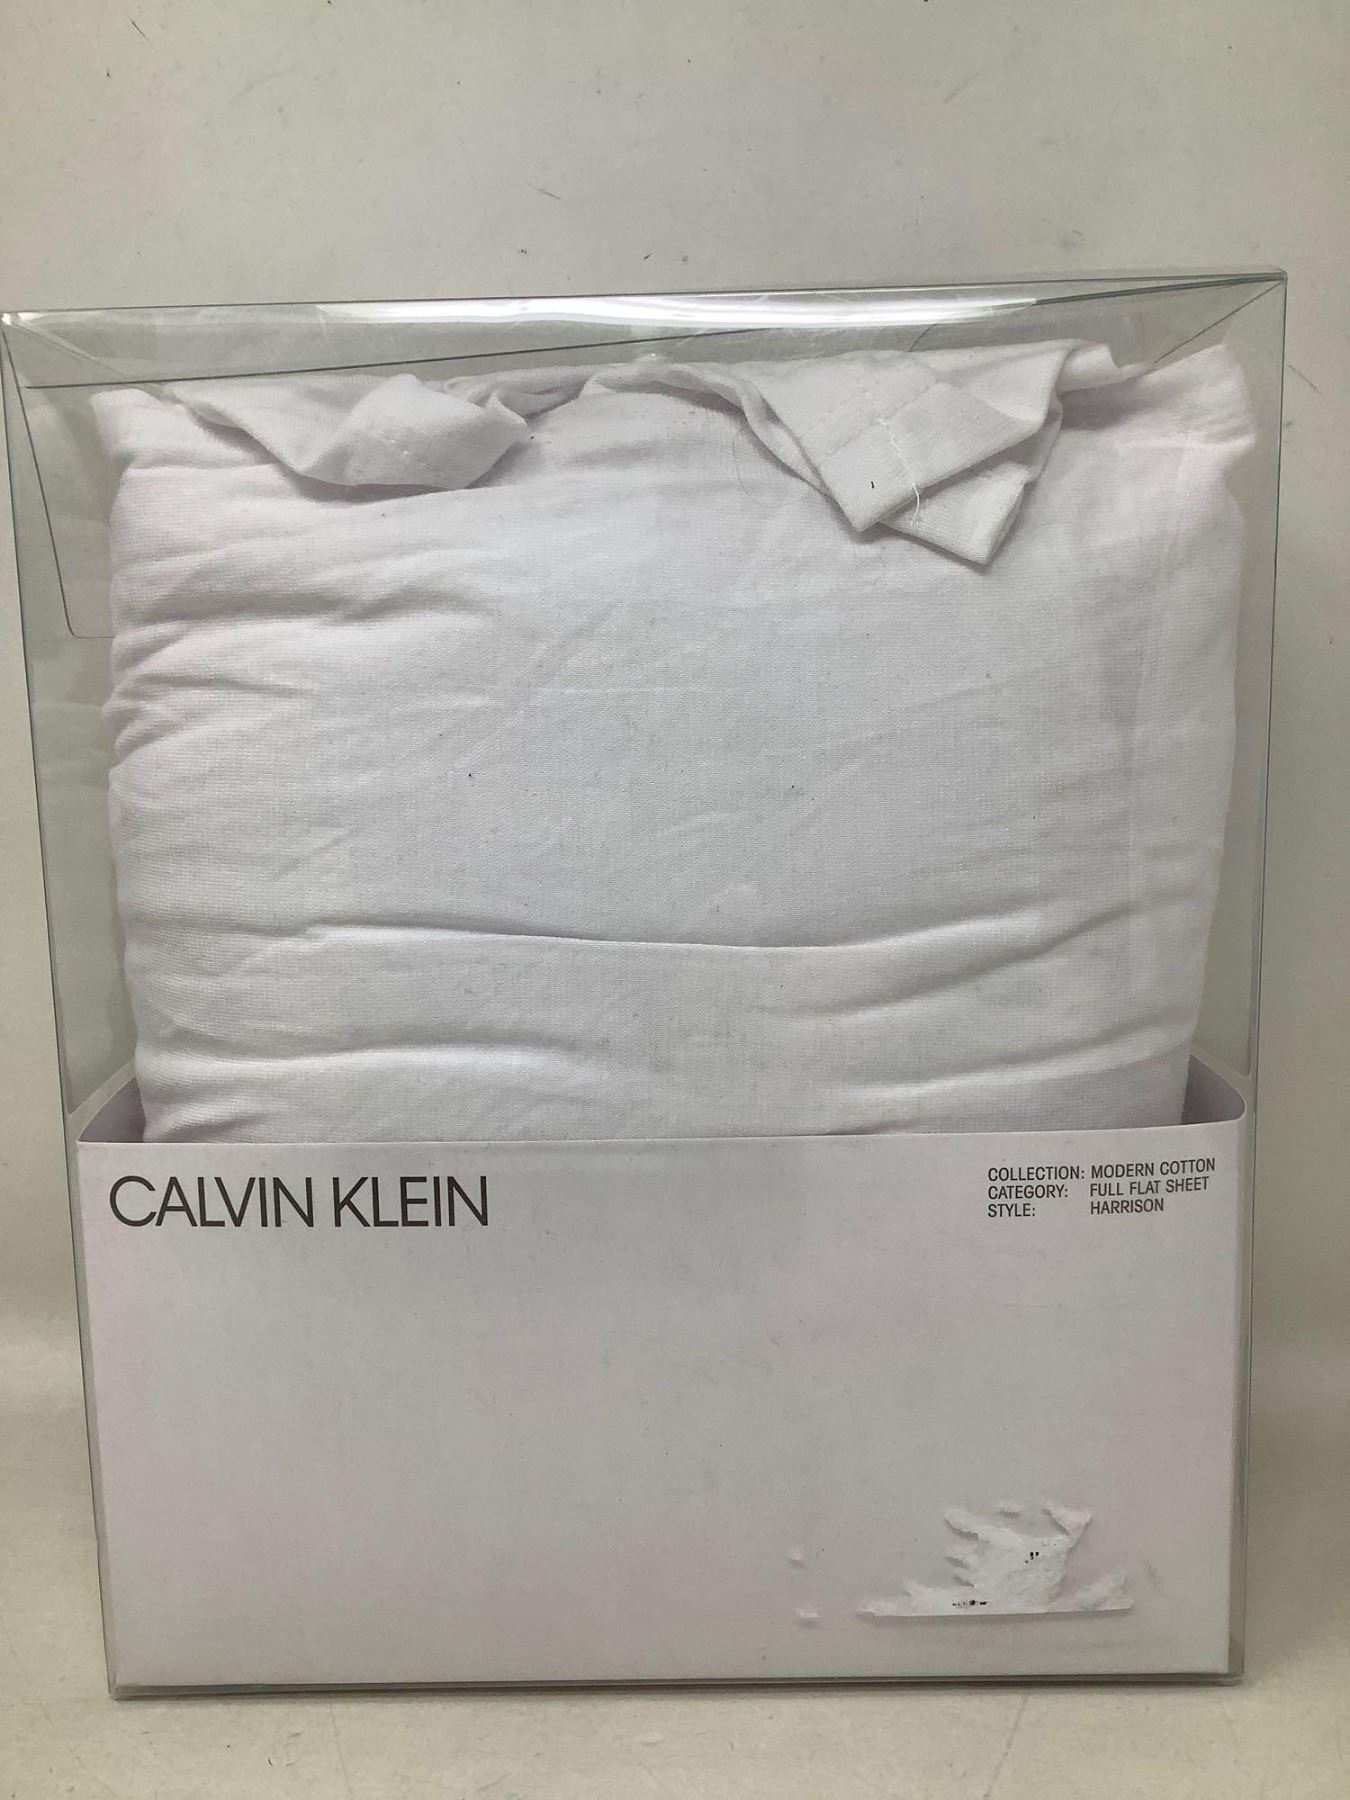 CALVIN KLEIN
COLLECTION: MODERN COTTON
CATEGORY: FULL FLAT SHEET
STYLE: HARRISON